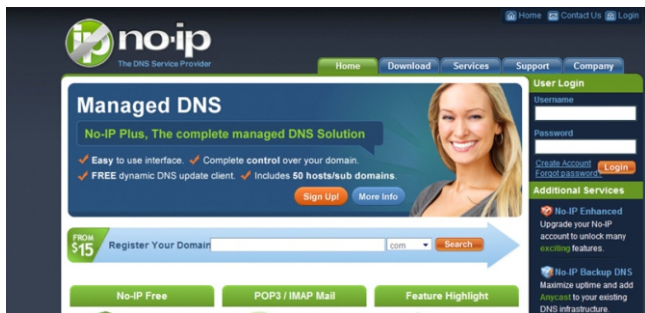 Home Contact Us Login
no-ip
The DNS Service Provider
Home Download Services Support Company
Managed DNS
No-IP Plus, The complete managed DNS Solution
Easy to use interface. Complete control over your domain.
FREE dynamic DNS update client. Includes 50 hosts/sub domains.
Sign Up! More Info
User Login
Username
Password
Create Account
Forgot password?
Login
Additional Services
No-IP Enhanced
Upgrade your No-IP
account to unlock many
exciting features.
No-IP Backup DNS
Maximize uptime and add
Anycast to your existing
DNS infrastructure.
FROM
$15
Register Your Domain com Search
No-IP Free POP3 / IMAP Mail Feature Highlight